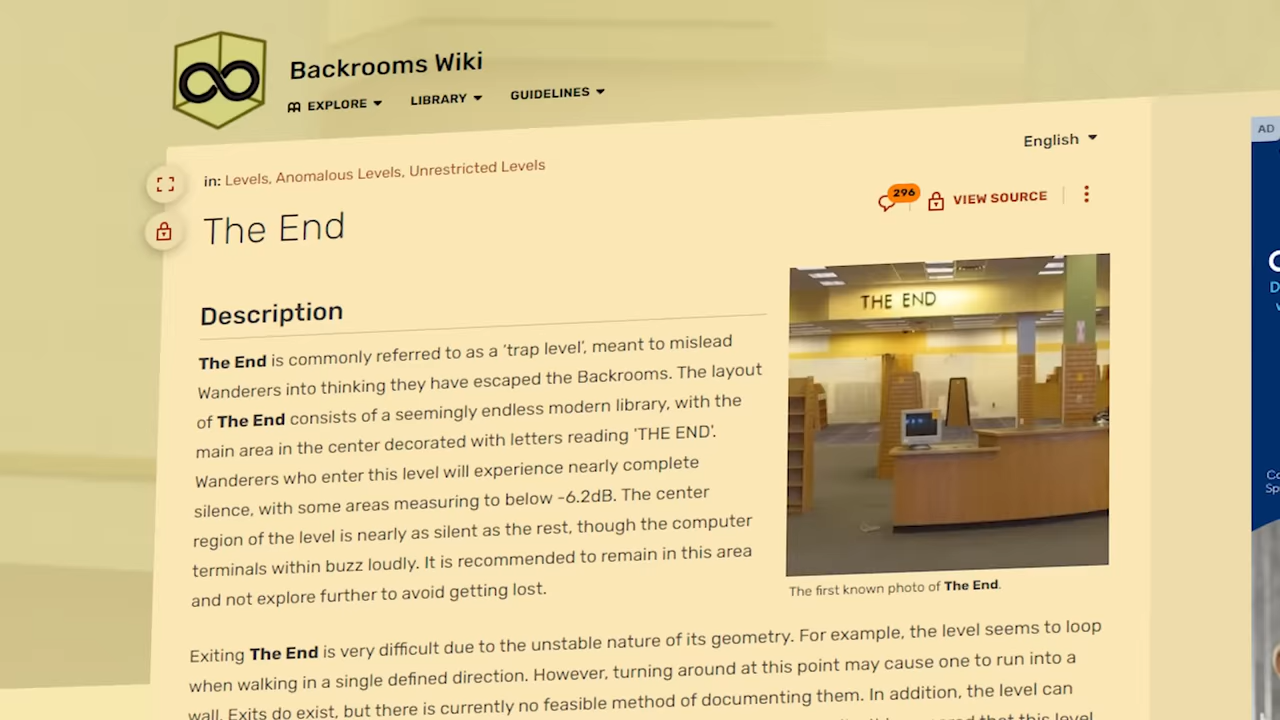 Backrooms Wiki
EXPLORE LIBRARY GUIDELINES
English
AD
in: Levels, Anomalous Levels, Unrestricted Levels
296
VIEW SOURCE
The End
THE END
Description
The End is commonly referred to as a 'trap level', meant to mislead
Wanderers into thinking they have escaped the Backrooms. The layout
of The End consists of a seemingly endless modern library, with the
main area in the center decorated with letters reading 'THE END'.
Wanderers who enter this level will experience nearly complete
silence, with some areas measuring to below -6.2dB. The center
region of the level is nearly as silent as the rest, though the computer
terminals within buzz loudly. It is recommended to remain in this area
and not explore further to avoid getting lost.
The first known photo of The End.
Exiting The End is very difficult due to the unstable nature of its geometry. For example, the level seems to loop
when walking in a single defined direction. However, turning around at this point may cause one to run into a
wall. Exits do exist, but there is currently no feasible method of documenting them. In addition, the level can
that this level